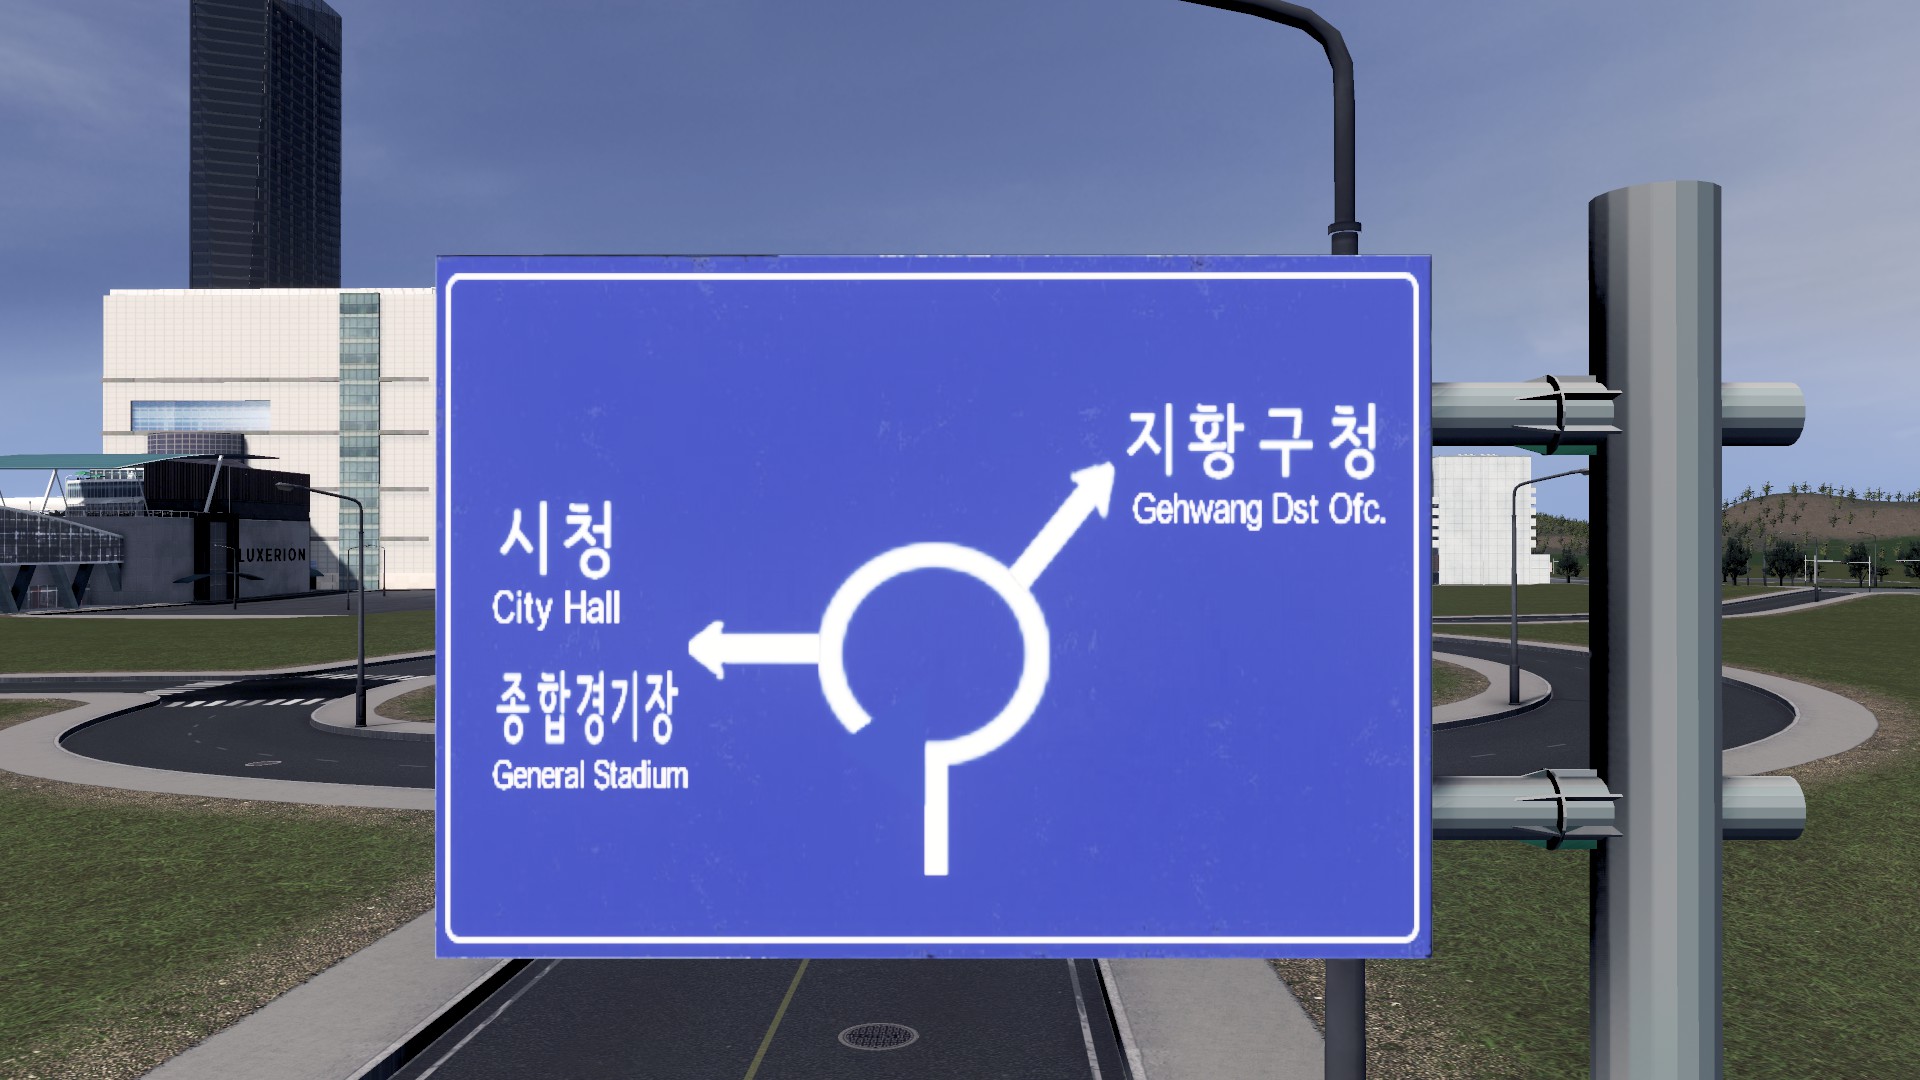 지황구청
Gehwang Dst Ofc.
시청
City Hall
종합경기장
General Stadium
LUXERION